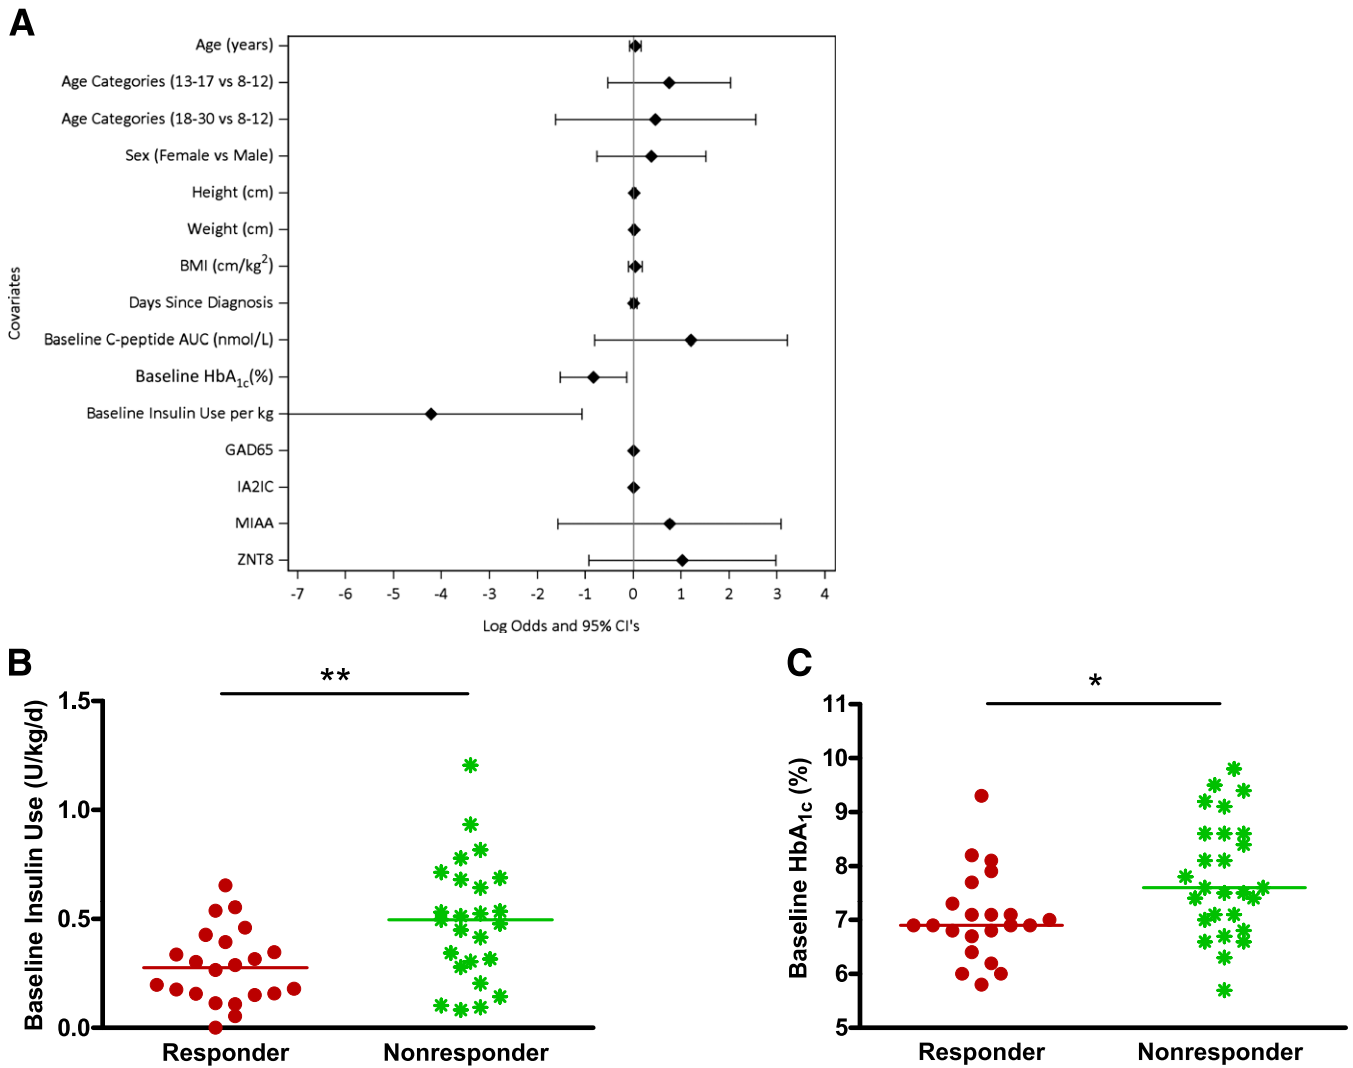 A
Age (years)
Age Categories (13-17 vs 8-12)
Age Categories (18-30 vs 8-12)
Sex (Female vs Male)
Height (cm)
Weight (cm)
BMI (cm/kg²)
Days Since Diagnosis
Baseline C-peptide AUC (nmol/L)
Baseline HbA1c(%)
Baseline Insulin Use per kg
GAD65
IA2IC
MIAA
ZNT8
Covariates
-7 -6 -5 -4 -3 -2 -1 0 1 2 3 4
Log Odds and 95% CI's
B
**
Baseline Insulin Use (U/kg/d)
1.5
1.0
0.5
0.0
Responder Nonresponder
C
*
Baseline HbA1c (%)
11
10
9
8
7
6
5
Responder Nonresponder